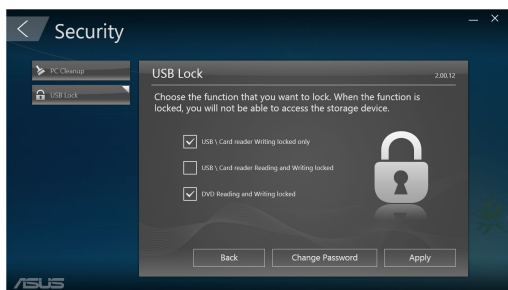 Security
PC Cleanup
USB Lock
USB Lock
2.00.12
Choose the function that you want to lock. When the function is
locked, you will not be able to access the storage device.
USB \ Card reader Writing locked only
USB \ Card reader Reading and Writing locked
DVD Reading and Writing locked
Back
Change Password
Apply
ASUS